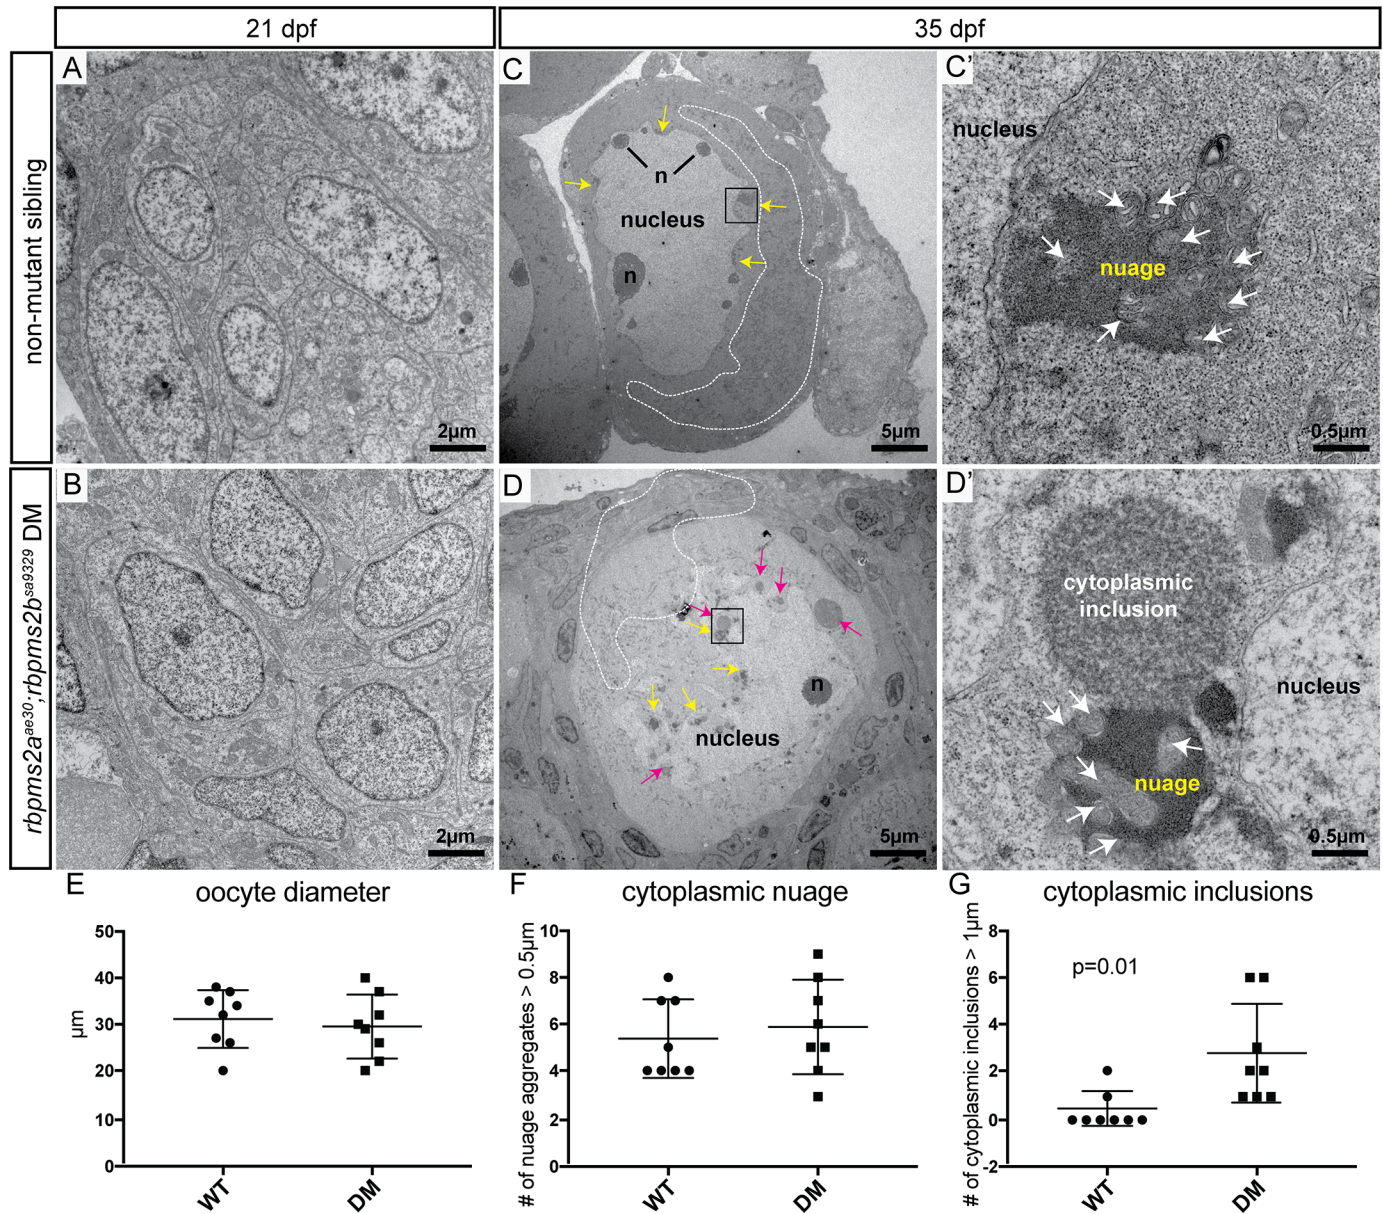 21 dpf
35 dpf
non-mutant sibling
rbpms2a^ae30;rbpms2b^sa9329 DM
A
2µm
C
n
nucleus
n
5µm
C’
nucleus
nuage
0.5µm
B
2µm
D
n
nucleus
5µm
D’
cytoplasmic
inclusion
nucleus
nuage
0.5µm
E
oocyte diameter
µm
50
40
30
20
10
0
WT
DM
F
cytoplasmic nuage
# of nuage aggregates > 0.5µm
10
8
6
4
2
0
WT
DM
G
cytoplasmic inclusions
# of cytoplasmic inclusions > 1µm
8
6
4
2
0
-2
p=0.01
WT
DM